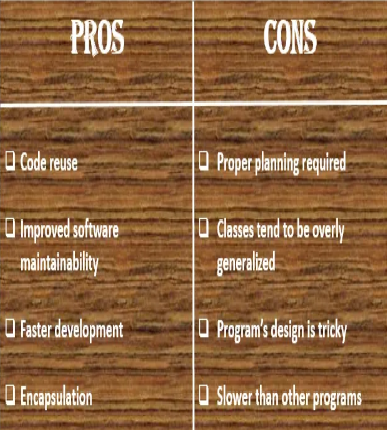 PROS
CONS
Code reuse
Improved software
maintainability
Faster development
Encapsulation
Proper planning required
Classes tend to be overly
generalized
Program's design is tricky
Slower than other programs